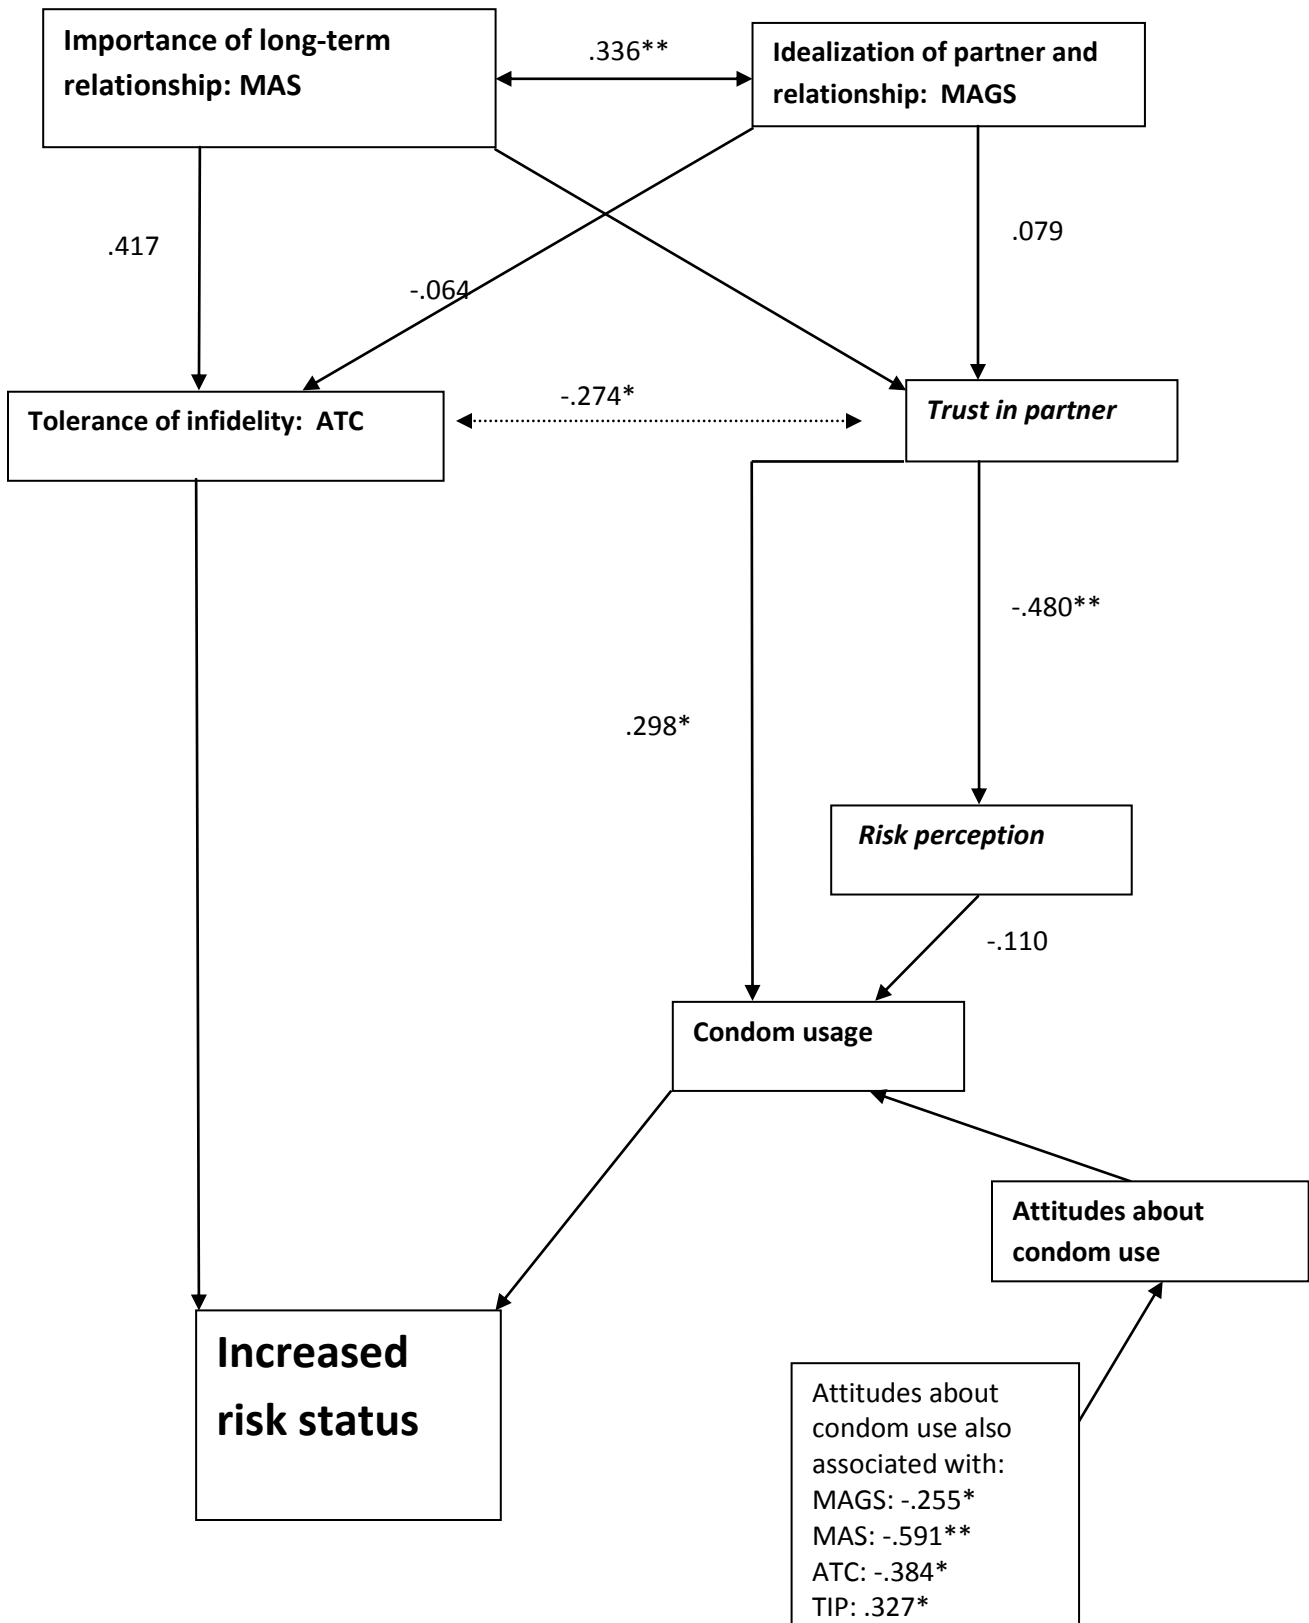 Importance of long-term
relationship: MAS
.336**
Idealization of partner and
relationship:  MAGS
.417
-.064
.079
Tolerance of infidelity:  ATC
-.274*
Trust in partner
-.480**
.298*
Risk perception
-.110
Condom usage
Attitudes about
condom use
Increased
risk status
Attitudes about
condom use also
associated with:
MAGS: -.255*
MAS: -.591**
ATC: -.384*
TIP: .327*